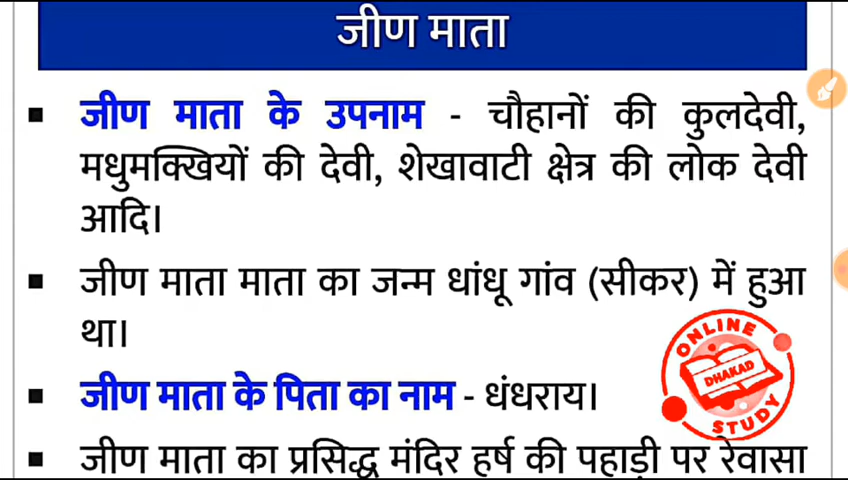 जीण माता
▪ जीण माता के उपनाम - चौहानों की कुलदेवी,
मधुमक्खियों की देवी, शेखावाटी क्षेत्र की लोक देवी
आदि।
▪ जीण माता माता का जन्म धांधू गांव (सीकर) में हुआ
था।
▪ जीण माता के पिता का नाम - धंधराय।
▪ जीण माता का प्रसिद्ध मंदिर हर्ष की पहाड़ी पर रेवासा
ONLINE
DHAKAD
STUDY